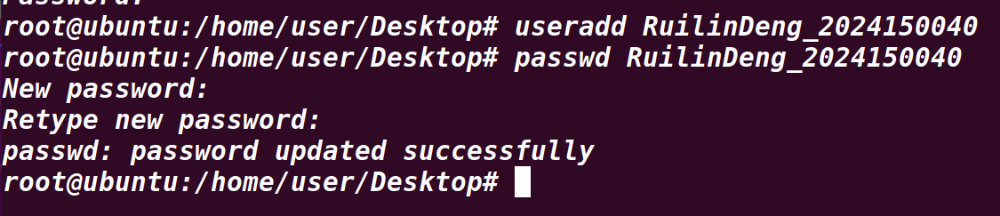 Password:
root@ubuntu:/home/user/Desktop# useradd RuilinDeng_2024150040
root@ubuntu:/home/user/Desktop# passwd RuilinDeng_2024150040
New password:
Retype new password:
passwd: password updated successfully
root@ubuntu:/home/user/Desktop#